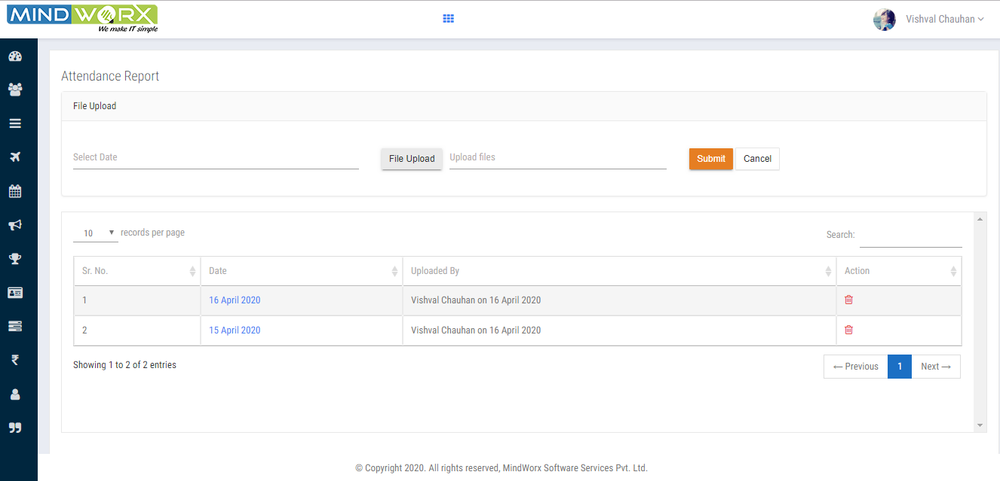 MINDWORX
We make IT simple
Vishval Chauhan
Attendance Report
File Upload
Select Date
File Upload
Upload files
Submit
Cancel
10 records per page
Search:
Sr. No. Date Uploaded By Action
1 16 April 2020 Vishval Chauhan on 16 April 2020
2 15 April 2020 Vishval Chauhan on 16 April 2020
Showing 1 to 2 of 2 entries
← Previous 1 Next →
© Copyright 2020. All rights reserved, MindWorx Software Services Pvt. Ltd.